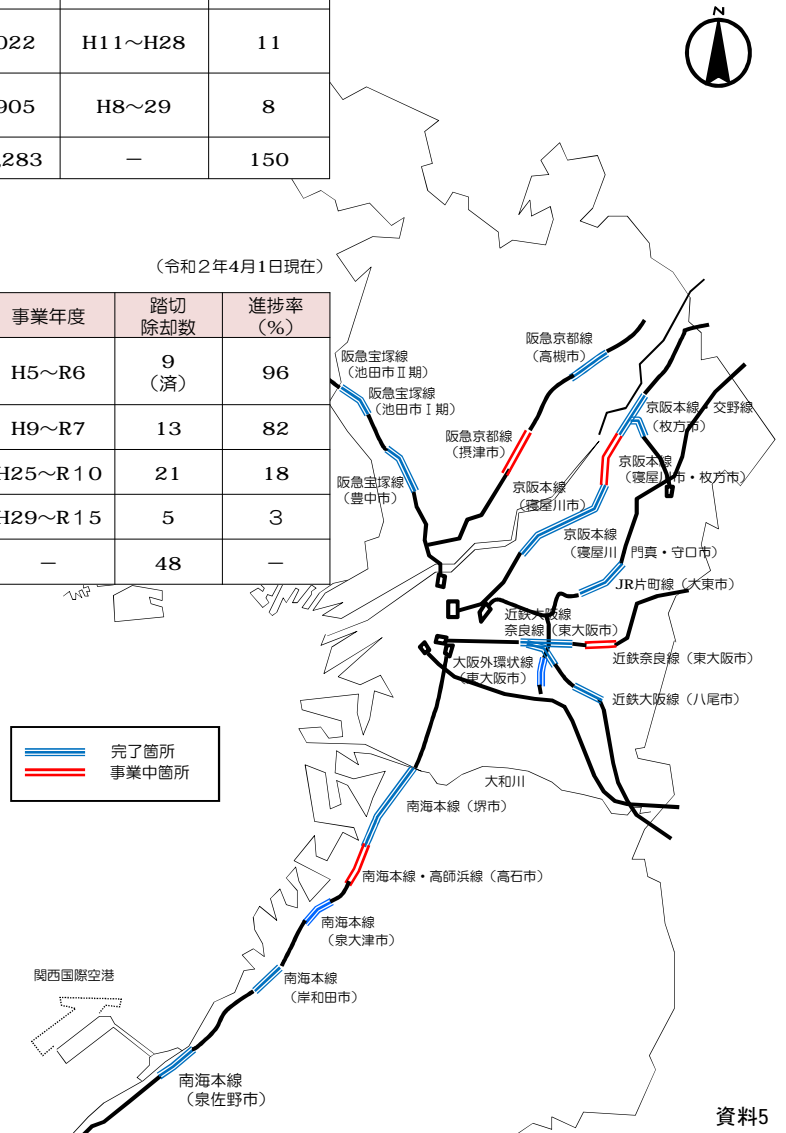 022 H11～H28 11
905 H8～29 8
,283 － 150
N
（令和２年4月1日現在）
事業年度 踏切除却数 進捗率（%）
H5～R6 9（済） 96
H9～R7 13 82
H25～R１0 21 18
H29～R１5 5 ３
－ 48 －
阪急宝塚線
（池田市Ⅱ期）
阪急宝塚線
（池田市Ⅰ期）
阪急宝塚線
（豊中市）
阪急京都線
（高槻市）
阪急京都線
（摂津市）
京阪本線・交野線
（枚方市）
京阪本線
（寝屋川市・枚方市）
京阪本線
（寝屋川市）
京阪本線
（寝屋川 門真・守口市）
JR片町線（大東市）
近鉄大阪線
奈良線（東大阪市）
近鉄奈良線（東大阪市）
大阪外環状線
（東大阪市）
近鉄大阪線（八尾市）
完了箇所
事業中箇所
大和川
南海本線（堺市）
南海本線・高師浜線（高石市）
南海本線
（泉大津市）
南海本線
（岸和田市）
関西国際空港
南海本線
（泉佐野市）
資料5